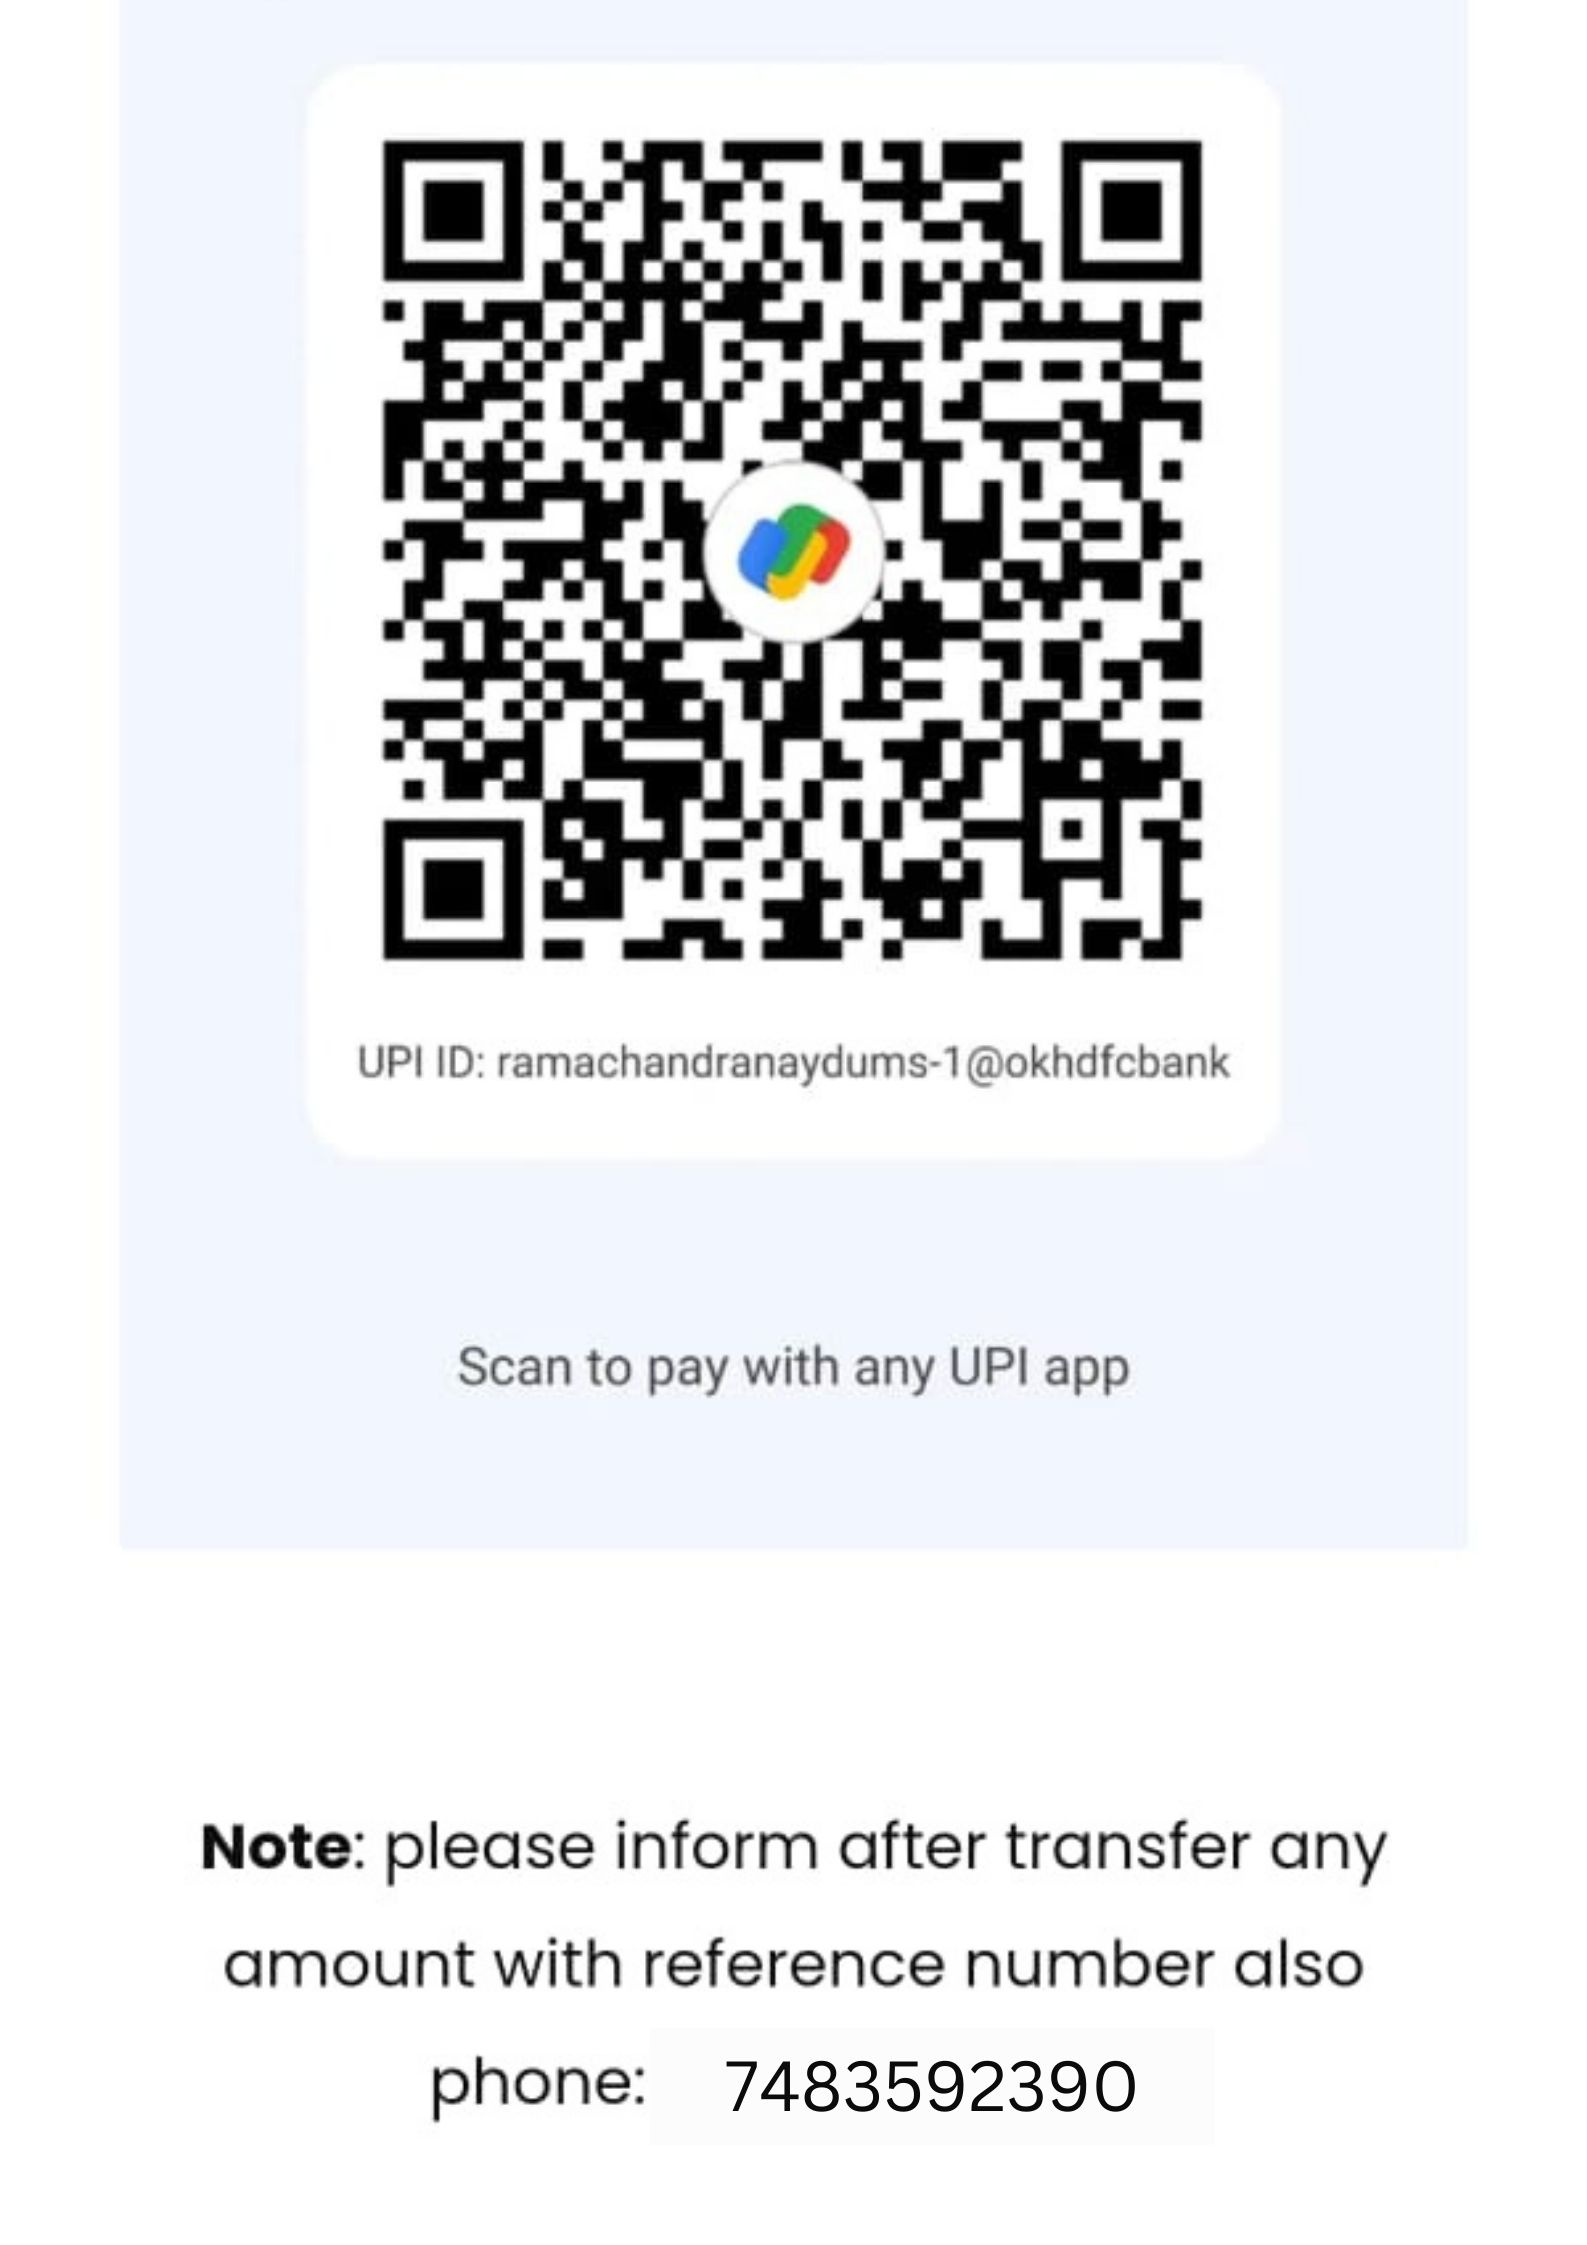 UPI ID: ramachandranaydums-1@okhdfcbank
Scan to pay with any UPI app
Note: please inform after transfer any
amount with reference number also
phone: 7483592390